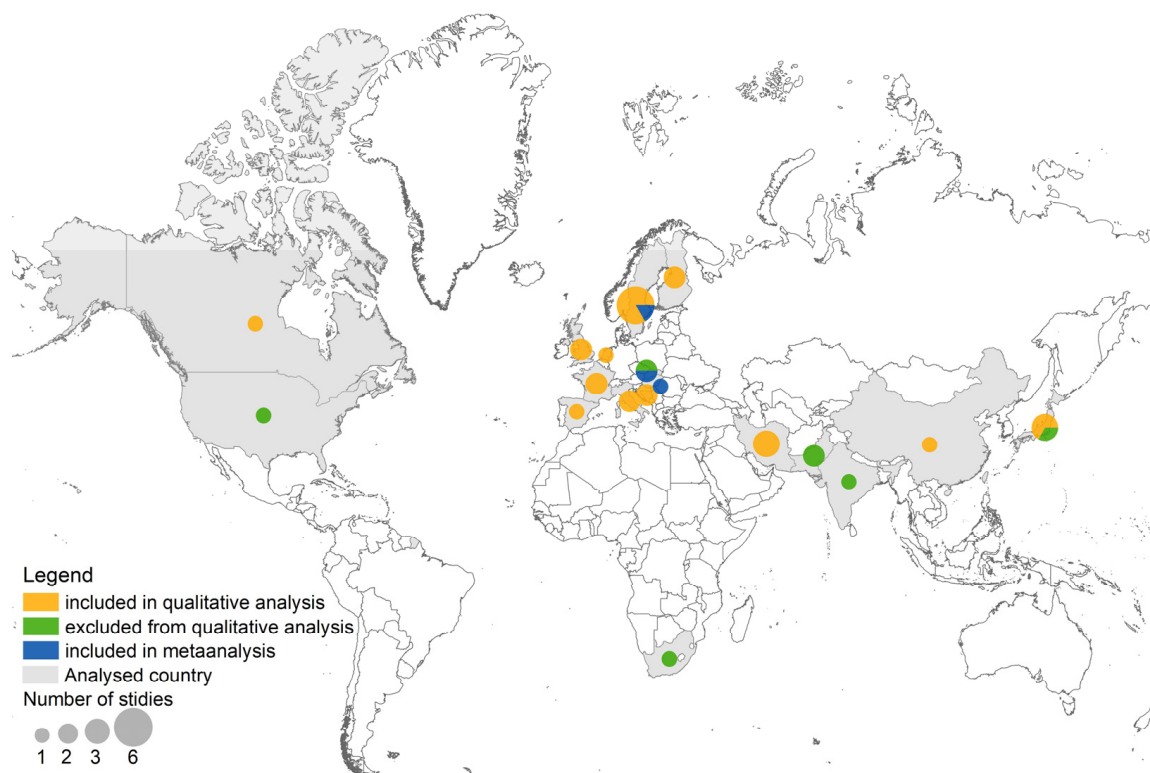 Legend
included in qualitative analysis
excluded from qualitative analysis
included in metaanalysis
Analysed country
Number of stidies
1 2 3 6